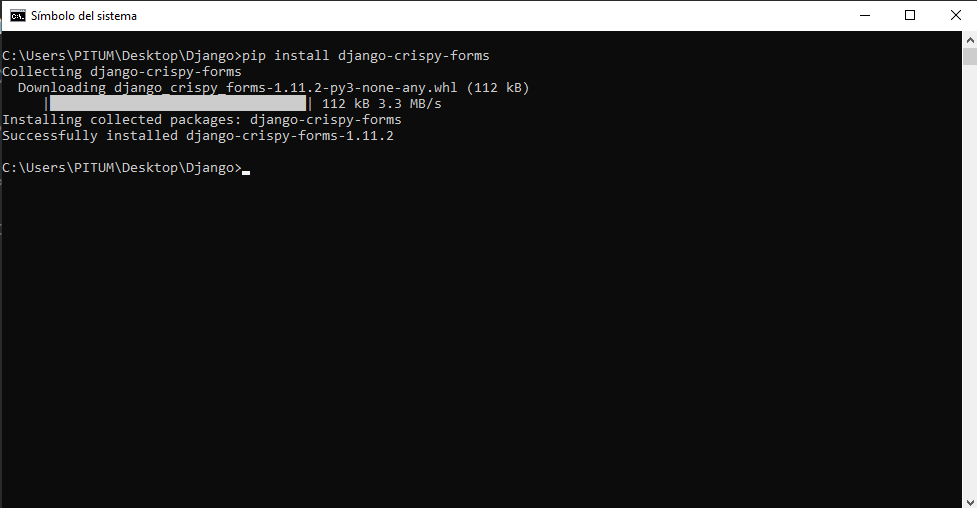 Símbolo del sistema
C:\Users\PITUM\Desktop\Django>pip install django-crispy-forms
Collecting django-crispy-forms
  Downloading django_crispy_forms-1.11.2-py3-none-any.whl (112 kB)
     |████████████████████████████████| 112 kB 3.3 MB/s
Installing collected packages: django-crispy-forms
Successfully installed django-crispy-forms-1.11.2
C:\Users\PITUM\Desktop\Django>